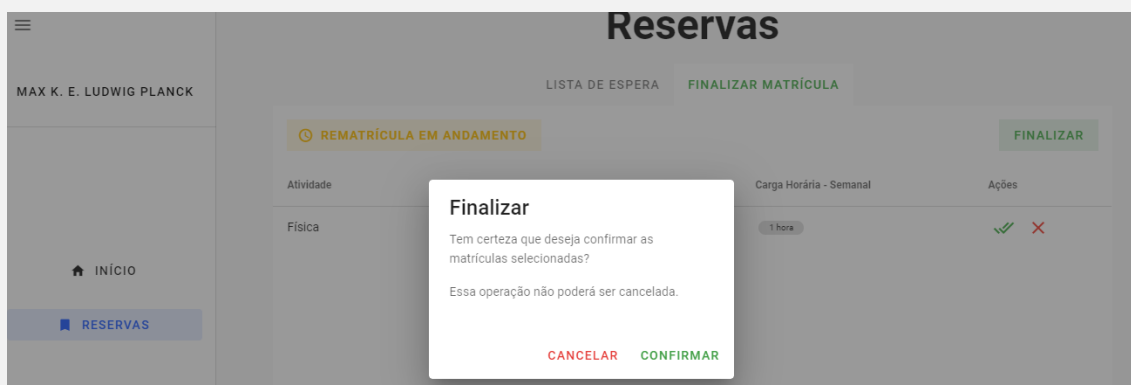 Reservas
MAX K. E. LUDWIG PLANCK
LISTA DE ESPERA FINALIZAR MATRÍCULA
REMATRÍCULA EM ANDAMENTO FINALIZAR
Atividade Carga Horária - Semanal Ações
Física 1 hora
Finalizar
Tem certeza que deseja confirmar as
matrículas selecionadas?
Essa operação não poderá ser cancelada.
CANCELAR CONFIRMAR
INÍCIO
RESERVAS